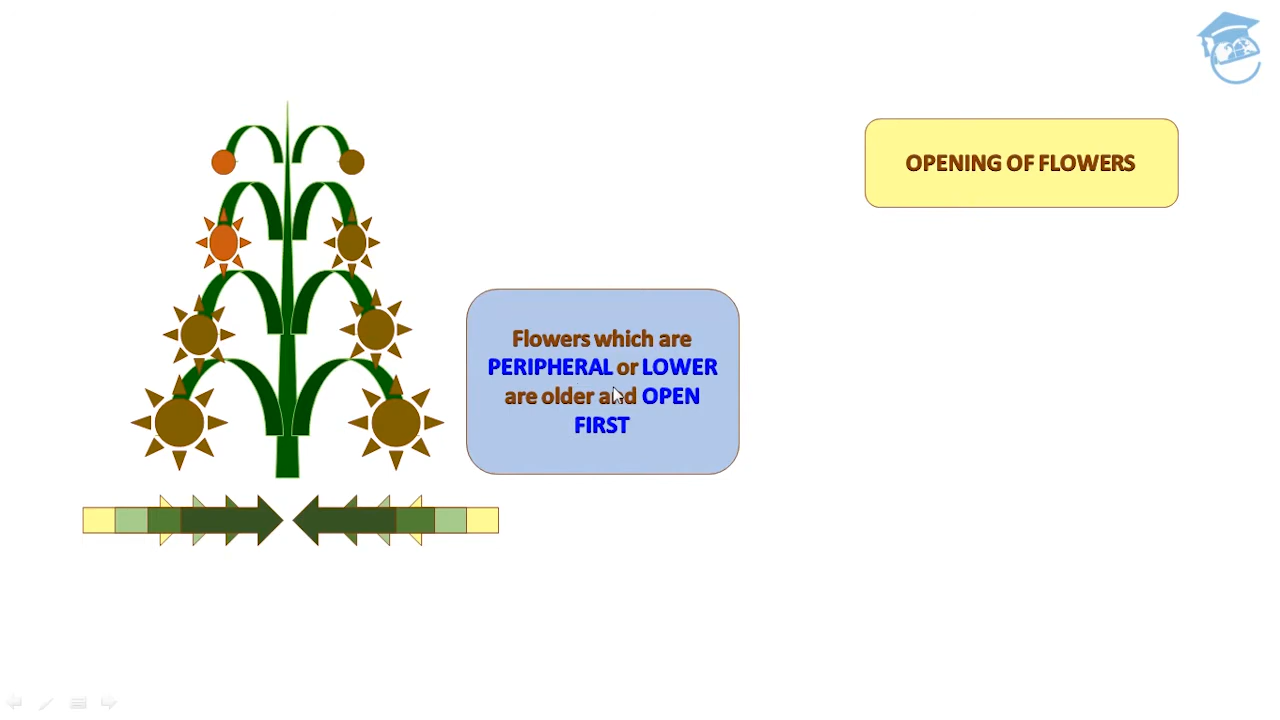 OPENING OF FLOWERS
Flowers which are
PERIPHERAL or LOWER
are older and OPEN
FIRST